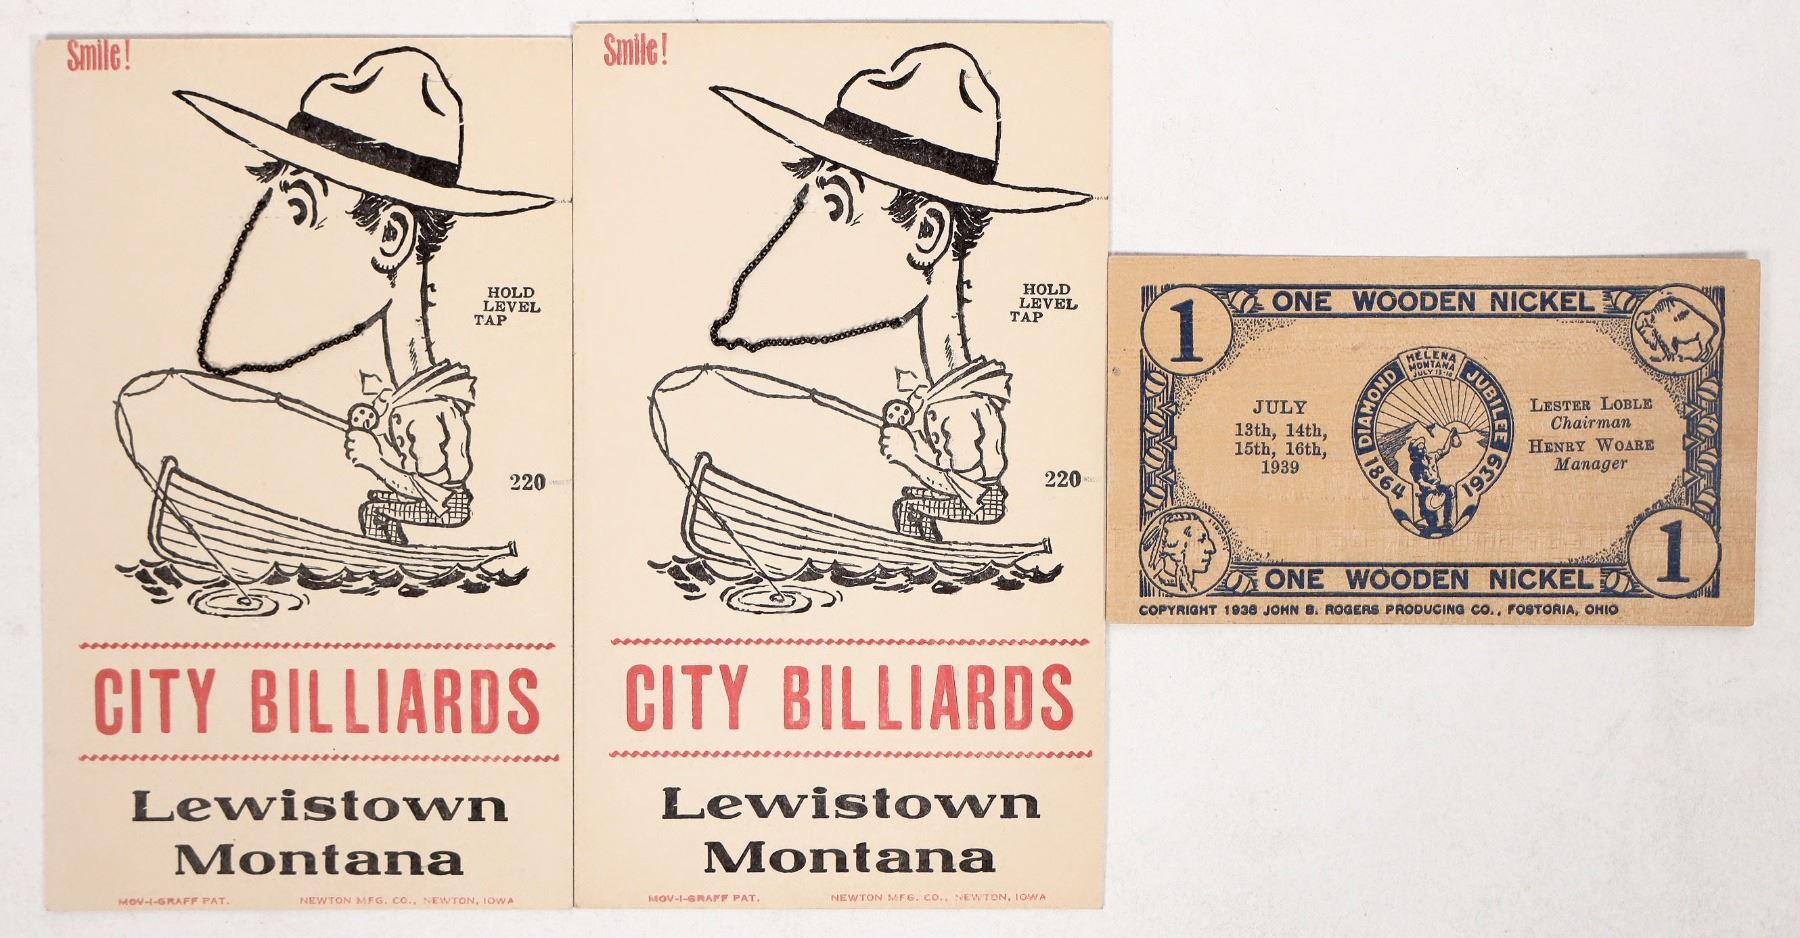 Smile!
HOLD
LEVEL
TAP
220
CITY BILLIARDS
Lewistown
Montana
MOV-I-GRAFF PAT. NEWTON MFG. CO., NEWTON, IOWA
Smile!
HOLD
LEVEL
TAP
220
CITY BILLIARDS
Lewistown
Montana
MOV-I-GRAFF PAT. NEWTON MFG. CO., NEWTON, IOWA
1 ONE WOODEN NICKEL
HELENA
MONTANA
JULY 13-16
DIAMOND JUBILEE
1864 1939
JULY
13th, 14th,
15th, 16th,
1939
LESTER LOBLE
Chairman
HENRY WOARE
Manager
ONE WOODEN NICKEL 1
COPYRIGHT 1938 JOHN B. ROGERS PRODUCING CO., FOSTORIA, OHIO